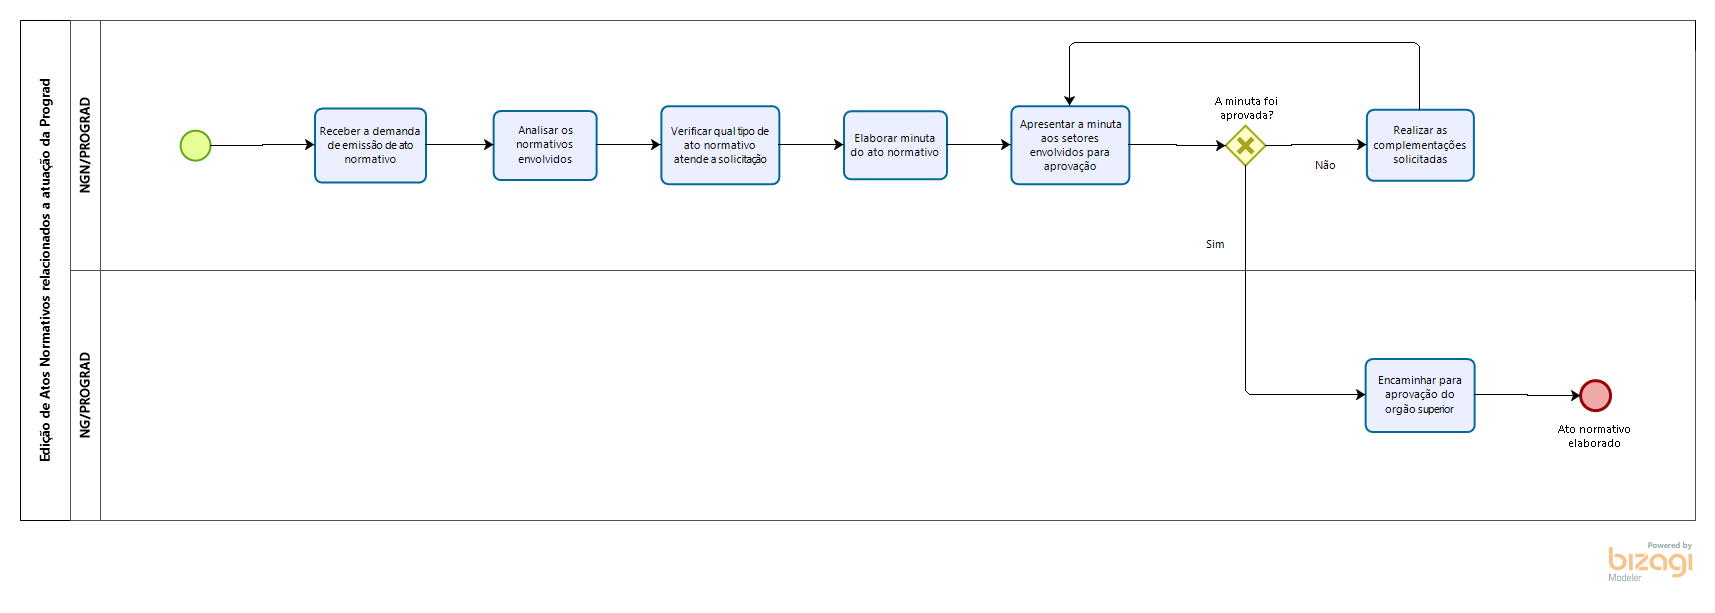 Edição de Atos Normativos relacionados a atuação da Prograd
NGN/PROGRAD
Receber a demanda
de emissão de ato
normativo
Analisar os
normativos
envolvidos
Verificar qual tipo de
ato normativo
atende a solicitação
Elaborar minuta
do ato normativo
Apresentar a minuta
aos setores
envolvidos para
aprovação
A minuta foi
aprovada?
Não
Realizar as
complementações
solicitadas
Sim
NG/PROGRAD
Encaminhar para
aprovação do
orgão superior
Ato normativo
elaborado
Powered by
bizagi
Modeler